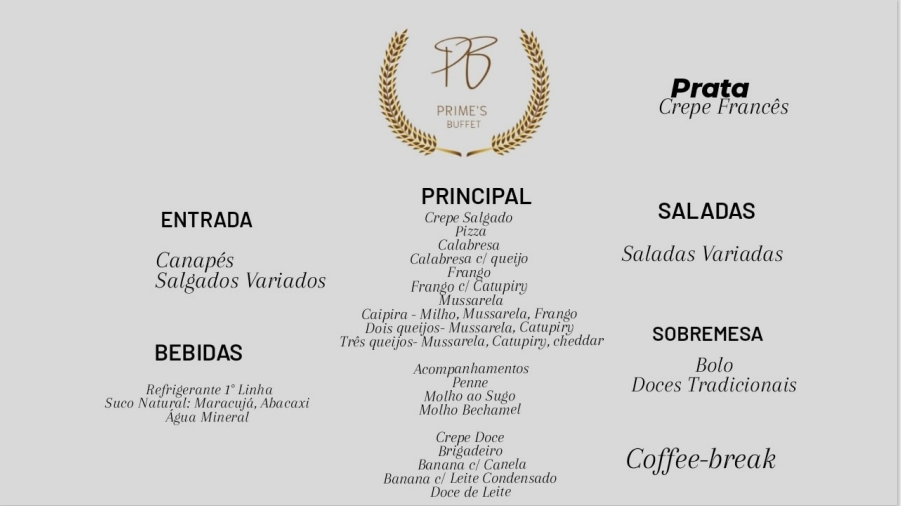 PB
PRIME'S
BUFFET
Prata
Crepe Francês
ENTRADA
Canapés
Salgados Variados
BEBIDAS
Refrigerante 1° Linha
Suco Natural: Maracujá, Abacaxi
Água Mineral
PRINCIPAL
Crepe Salgado
Pizza
Calabresa
Calabresa c/ queijo
Frango
Frango c/ Catupiry
Mussarela
Caipira - Milho, Mussarela, Frango
Dois queijos- Mussarela, Catupiry
Três queijos- Mussarela, Catupiry, cheddar
Acompanhamentos
Penne
Molho ao Sugo
Molho Bechamel
Crepe Doce
Brigadeiro
Banana c/ Canela
Banana c/ Leite Condensado
Doce de Leite
SALADAS
Saladas Variadas
SOBREMESA
Bolo
Doces Tradicionais
Coffee-break